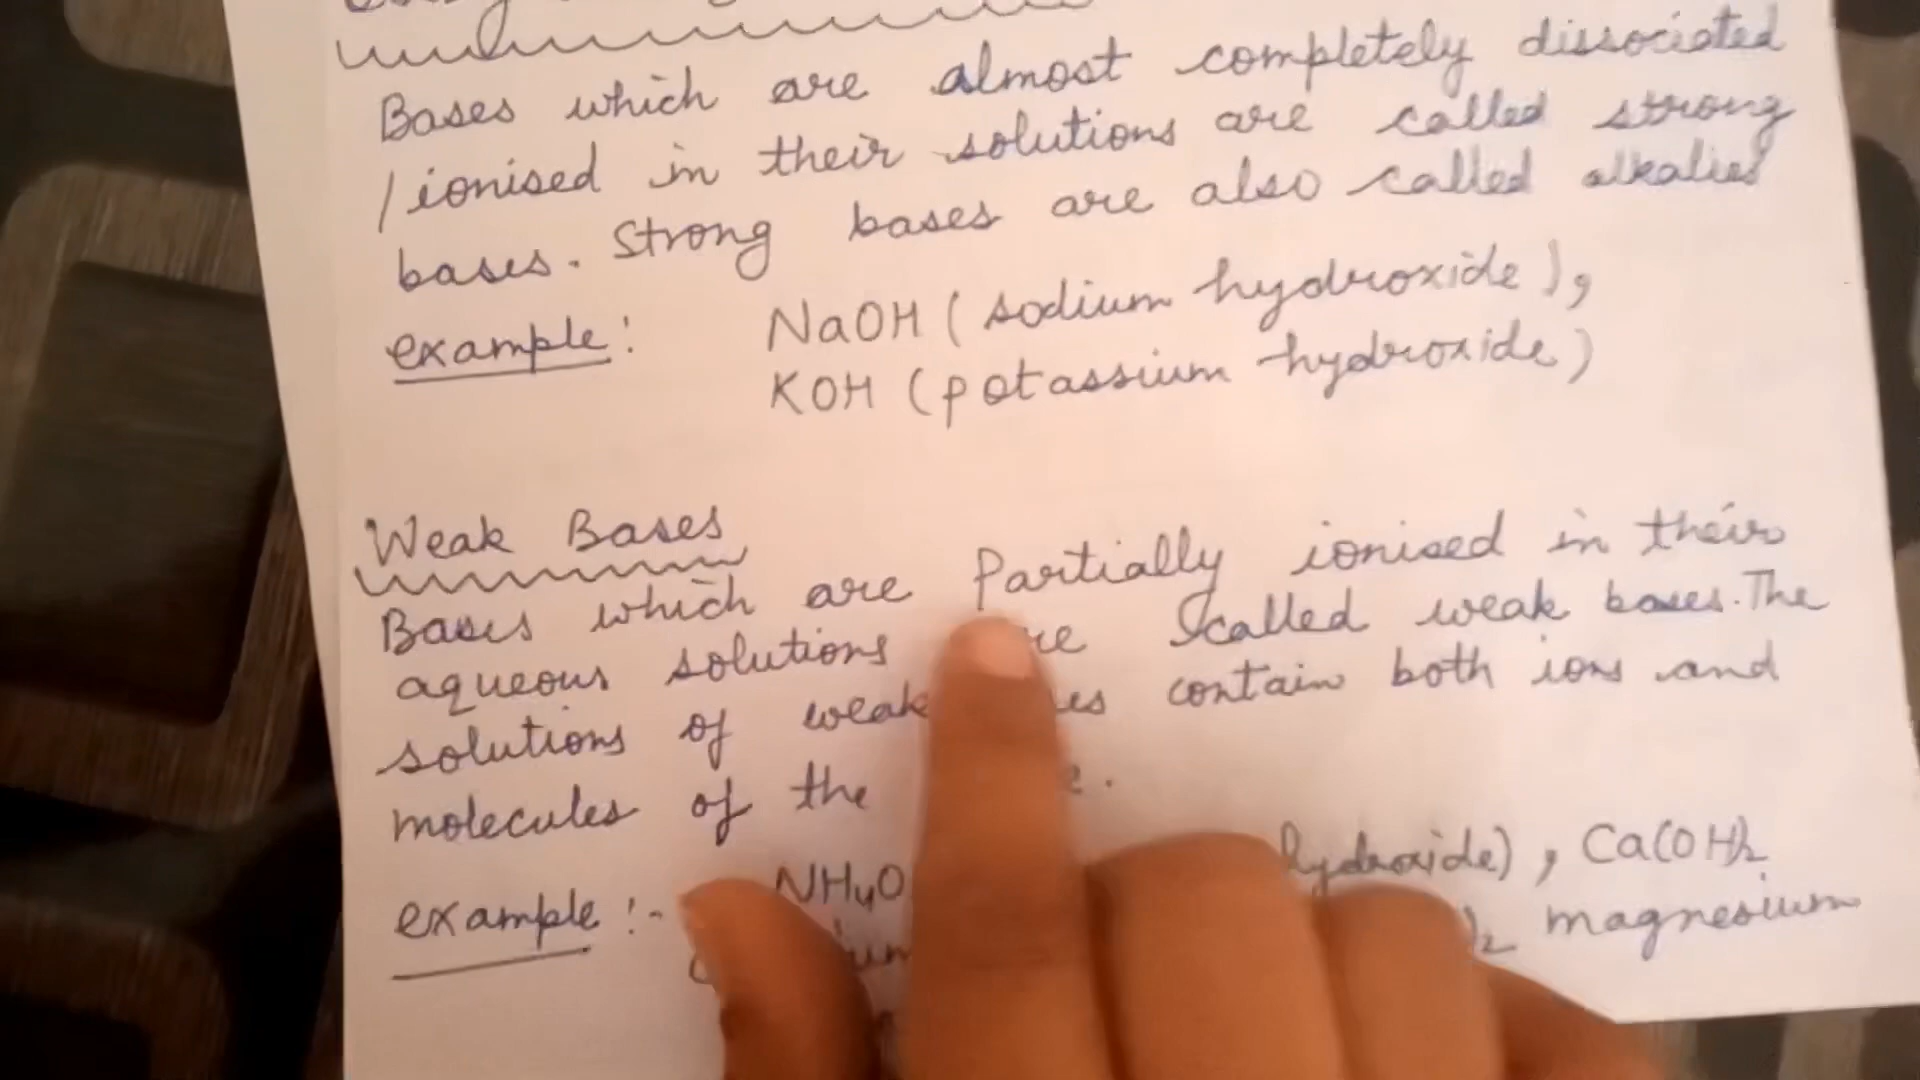 Bases which are almost completely dissociated
/ionised in their solutions are called strong
bases. Strong bases are also called alkalies
example: NaOH (sodium hydroxide),
KOH (potassium hydroxide)
Weak Bases
Bases which are Partially ionised in their
aqueous solutions called weak bases. The
solutions of weak contain both ions and
molecules of the
example :- , Ca(OH)2
magnesium